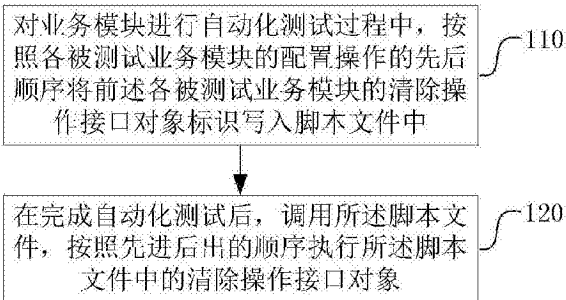 对业务模块进行自动化测试过程中，按
照各被测试业务模块的配置操作的先后
顺序将前述各被测试业务模块的清除操
作接口对象标识写入脚本文件中
110
在完成自动化测试后，调用所述脚本文
件，按照先进后出的顺序执行所述脚本
文件中的清除操作接口对象
120